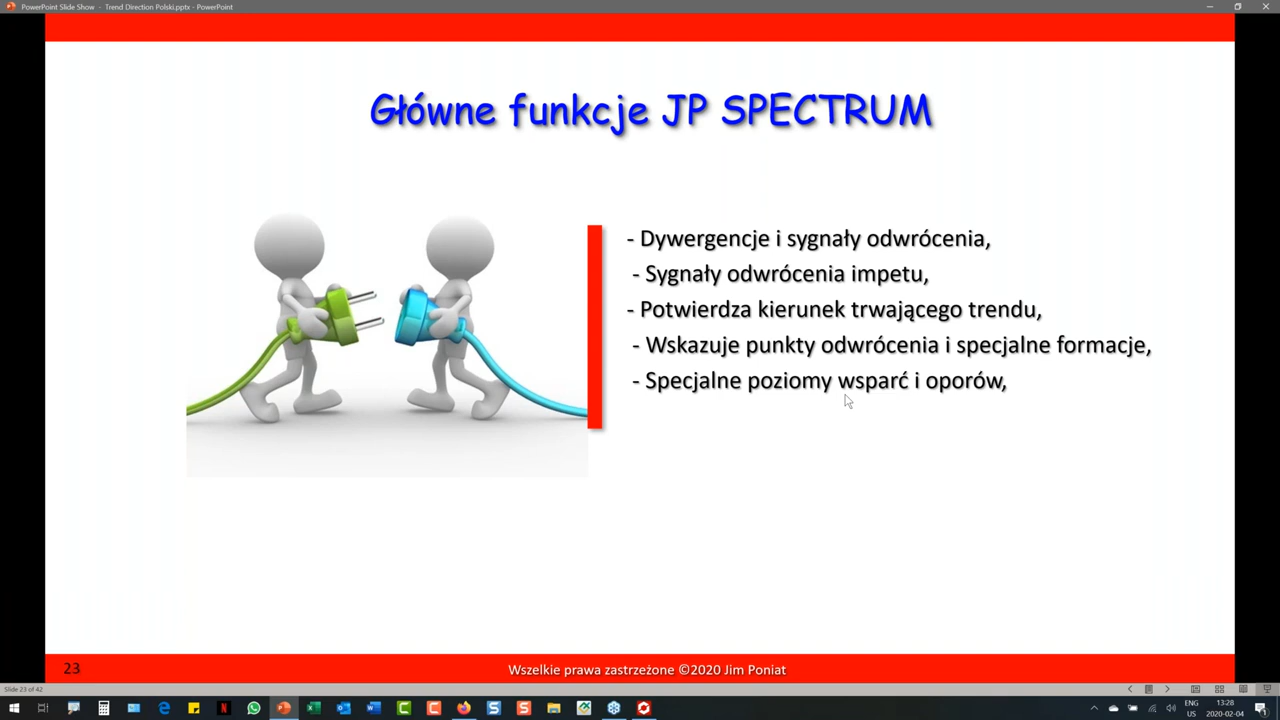 PowerPoint Slide Show - Trend Direction Polski.pptx - PowerPoint
Główne funkcje JP SPECTRUM
- Dywergencje i sygnały odwrócenia,
- Sygnały odwrócenia impetu,
- Potwierdza kierunek trwającego trendu,
- Wskazuje punkty odwrócenia i specjalne formacje,
- Specjalne poziomy wsparć i oporów,
23
Wszelkie prawa zastrzeżone ©2020 Jim Poniat
Slide 23 of 42
ENG
US
13:28
2020-02-04